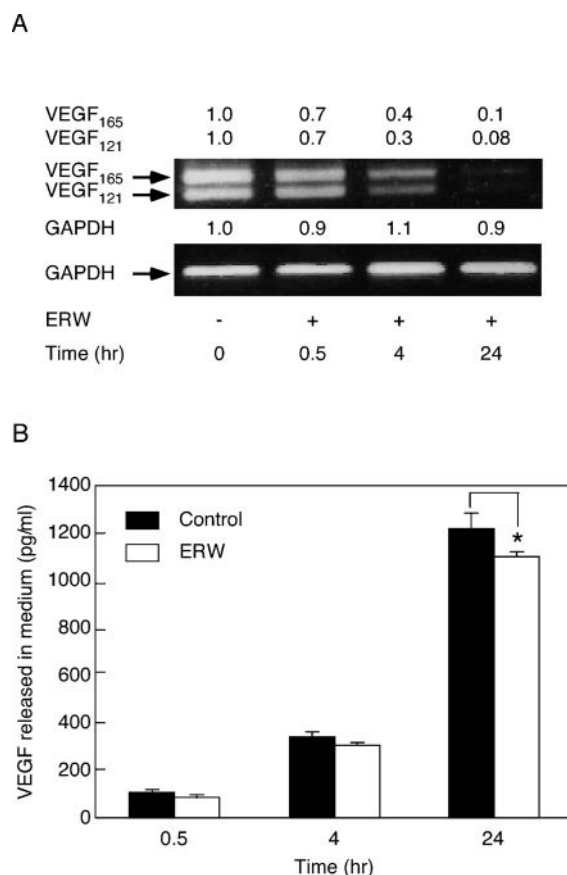 A
VEGF₁₆₅ 1.0 0.7 0.4 0.1
VEGF₁₂₁ 1.0 0.7 0.3 0.08
VEGF₁₆₅
VEGF₁₂₁
GAPDH 1.0 0.9 1.1 0.9
GAPDH
ERW - + + +
Time (hr) 0 0.5 4 24
B
VEGF released in medium (pg/ml)
1400
1200
1000
800
600
400
200
0
Control
ERW
*
0.5 4 24
Time (hr)